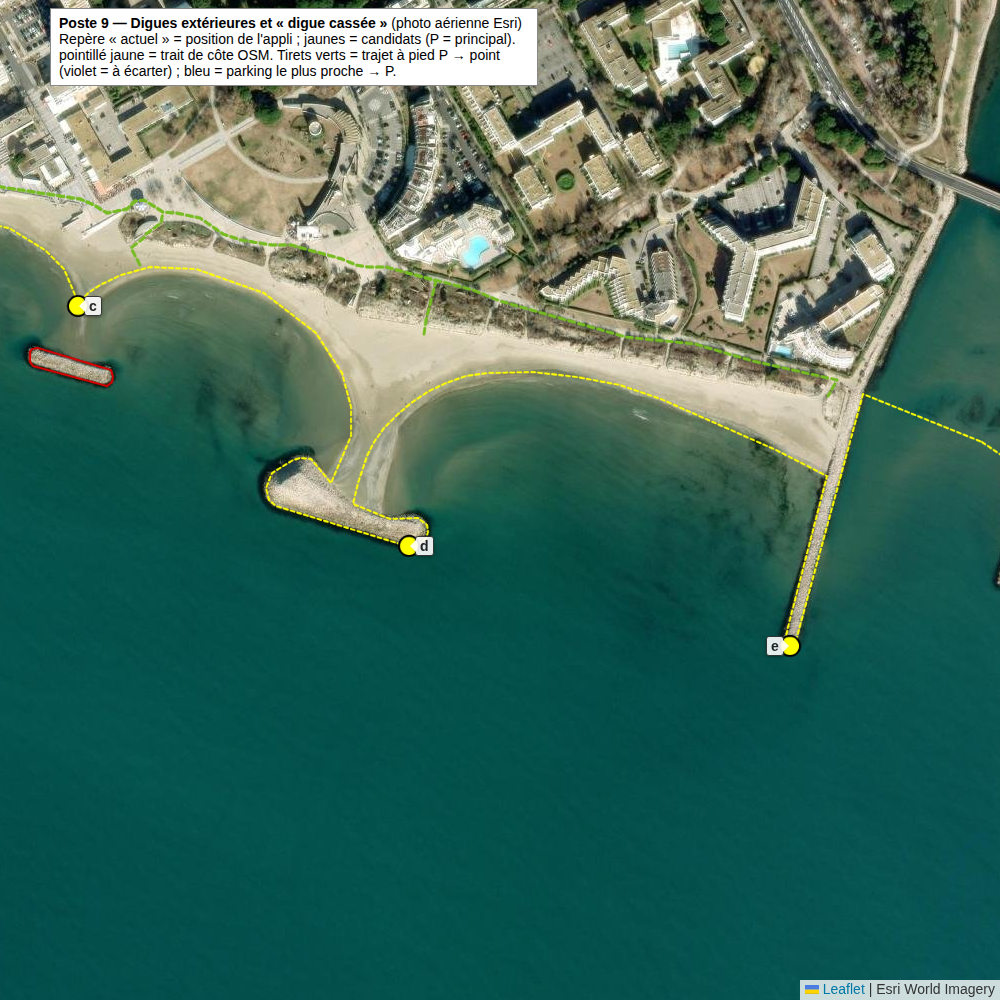 Poste 9 — Digues extérieures et « digue cassée » (photo aérienne Esri)
Repère « actuel » = position de l'appli ; jaunes = candidats (P = principal).
pointillé jaune = trait de côte OSM. Tirets verts = trajet à pied P → point
(violet = à écarter) ; bleu = parking le plus proche → P.
c
d
e
Leaflet | Esri World Imagery